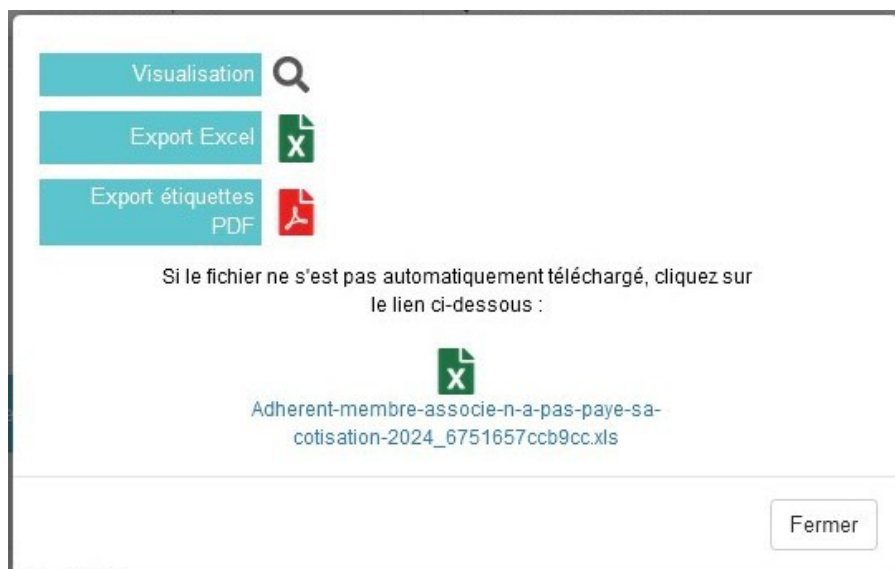 Visualisation
Export Excel
Export étiquettes
PDF
Si le fichier ne s'est pas automatiquement téléchargé, cliquez sur
le lien ci-dessous :
Adherent-membre-associe-n-a-pas-paye-sa-
cotisation-2024_6751657ccb9cc.xls
Fermer